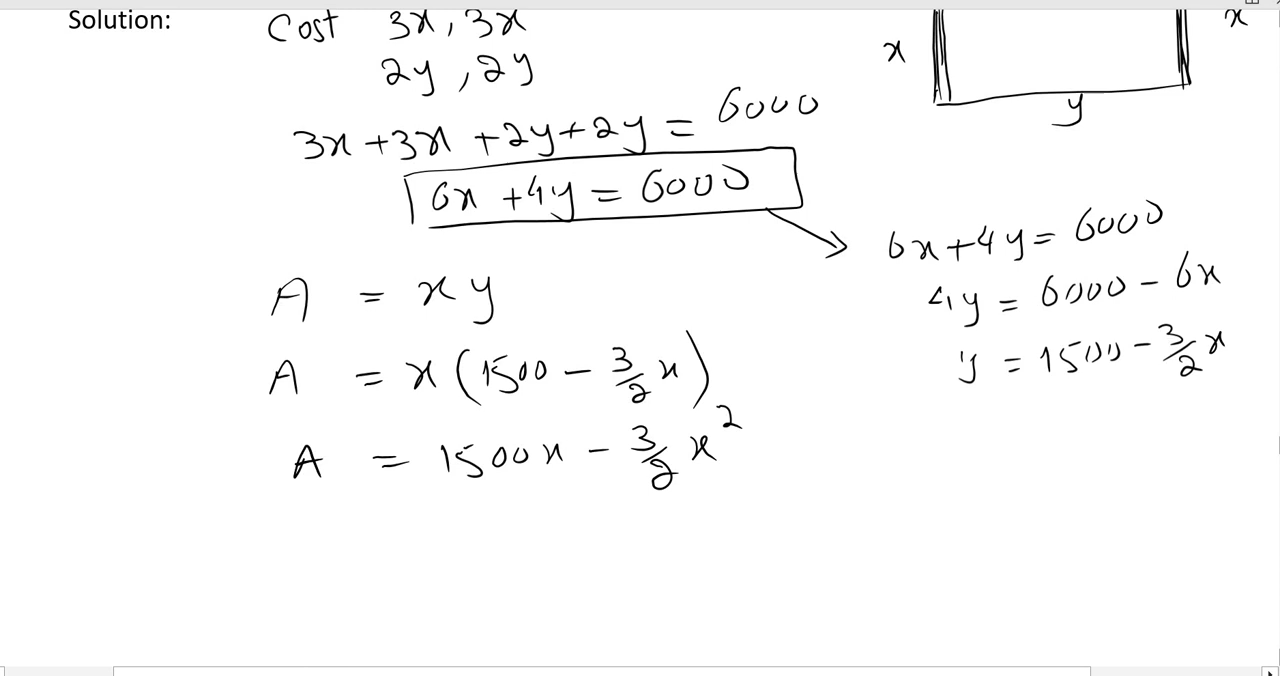 Solution:
Cost 3x, 3x
2y, 2y
3x + 3x + 2y + 2y = 6000
6x + 4y = 6000
A = xy
A = x(1500 - 3/2 x)
A = 1500x - 3/2 x²
x
x
y
6x + 4y = 6000
4y = 6000 - 6x
y = 1500 - 3/2 x